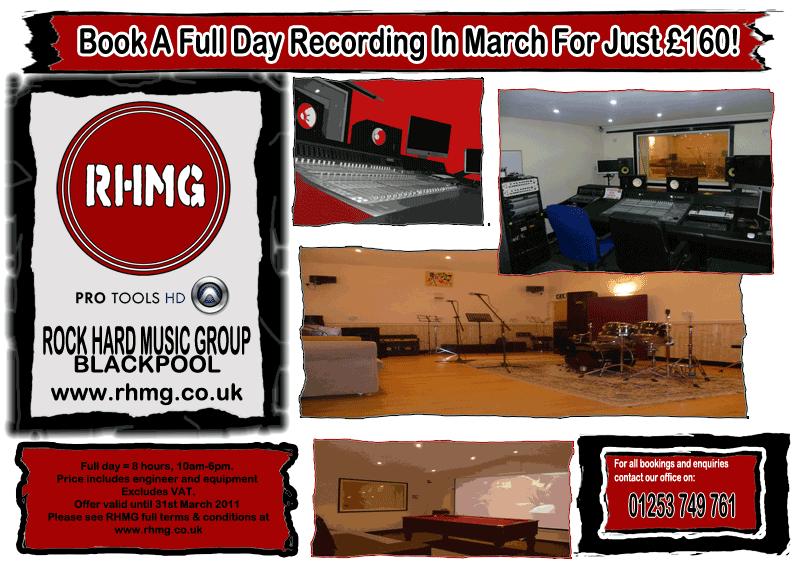 Book A Full Day Recording In March For Just £160!
RHMG
PRO TOOLS HD
ROCK HARD MUSIC GROUP
BLACKPOOL
www.rhmg.co.uk
Full day = 8 hours, 10am-6pm.
Price includes engineer and equipment
Excludes VAT.
Offer valid until 31st March 2011
Please see RHMG full terms & conditions at
www.rhmg.co.uk
For all bookings and enquiries
contact our office on:
01253 749 761